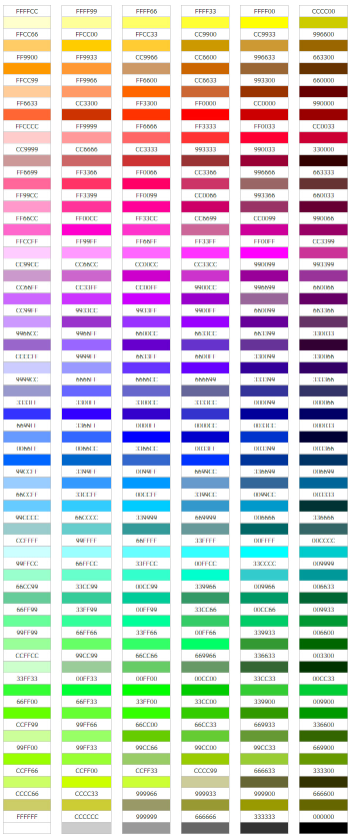 FFFFCC FFFF99 FFFF66 FFFF33 FFFF00 CCCC00
FFCC66 FFCC00 FFCC33 CC9900 CC9933 996600
FF9900 FF9933 CC9966 CC6600 996633 663300
FFCC99 FF9966 FF6600 CC6633 993300 660000
FF6633 CC3300 FF3300 FF0000 CC0000 990000
FFCCCC FF9999 FF6666 FF3333 FF0033 CC0033
CC9999 CC6666 CC3333 993333 990033 330000
FF6699 FF3366 FF0066 CC3366 996666 663333
FF99CC FF3399 FF0099 CC0066 993366 660033
FF66CC FF00CC FF33CC CC6699 CC0099 990066
FFCCFF FF99FF FF66FF FF33FF FF00FF CC3399
CC99CC CC66CC CC00CC CC33CC 990099 993399
CC66FF CC33FF CC00FF 9900CC 996699 660066
CC99FF 9933CC 9933FF 9900FF 660099 663366
9966CC 9966FF 6600CC 6633CC 663399 330033
CCCCFF 9999FF 6633FF 6600FF 330099 330066
9999CC 6666FF 6666CC 666699 333399 333366
3333FF 3300FF 3300CC 3333CC 000099 000066
6699FF 3366FF 0000FF 0000CC 0033CC 000033
0066FF 0066CC 3366CC 0033FF 003399 003366
99CCFF 3399FF 0099FF 6699CC 336699 006699
66CCFF 33CCFF 00CCFF 3399CC 0099CC 003333
99CCCC 66CCCC 339999 669999 006666 336666
CCFFFF 99FFFF 66FFFF 33FFFF 00FFFF 00CCCC
99FFCC 66FFCC 33FFCC 00FFCC 33CCCC 009999
66CC99 33CC99 00CC99 339966 009966 006633
66FF99 33FF99 00FF99 33CC66 00CC66 009933
99FF99 66FF66 33FF66 00FF66 339933 006600
CCFFCC 99CC99 66CC66 669966 336633 003300
33FF33 00FF33 00FF00 00CC00 33CC33 00CC33
66FF00 66FF33 33FF00 33CC00 339900 009900
CCFF99 99FF66 66CC00 66CC33 669933 336600
99FF00 99FF33 99CC66 99CC00 99CC33 669900
CCFF66 CCFF00 CCFF33 CCCC99 666633 333300
CCCC66 CCCC33 999966 999933 999900 666600
FFFFFF CCCCCC 999999 666666 333333 000000